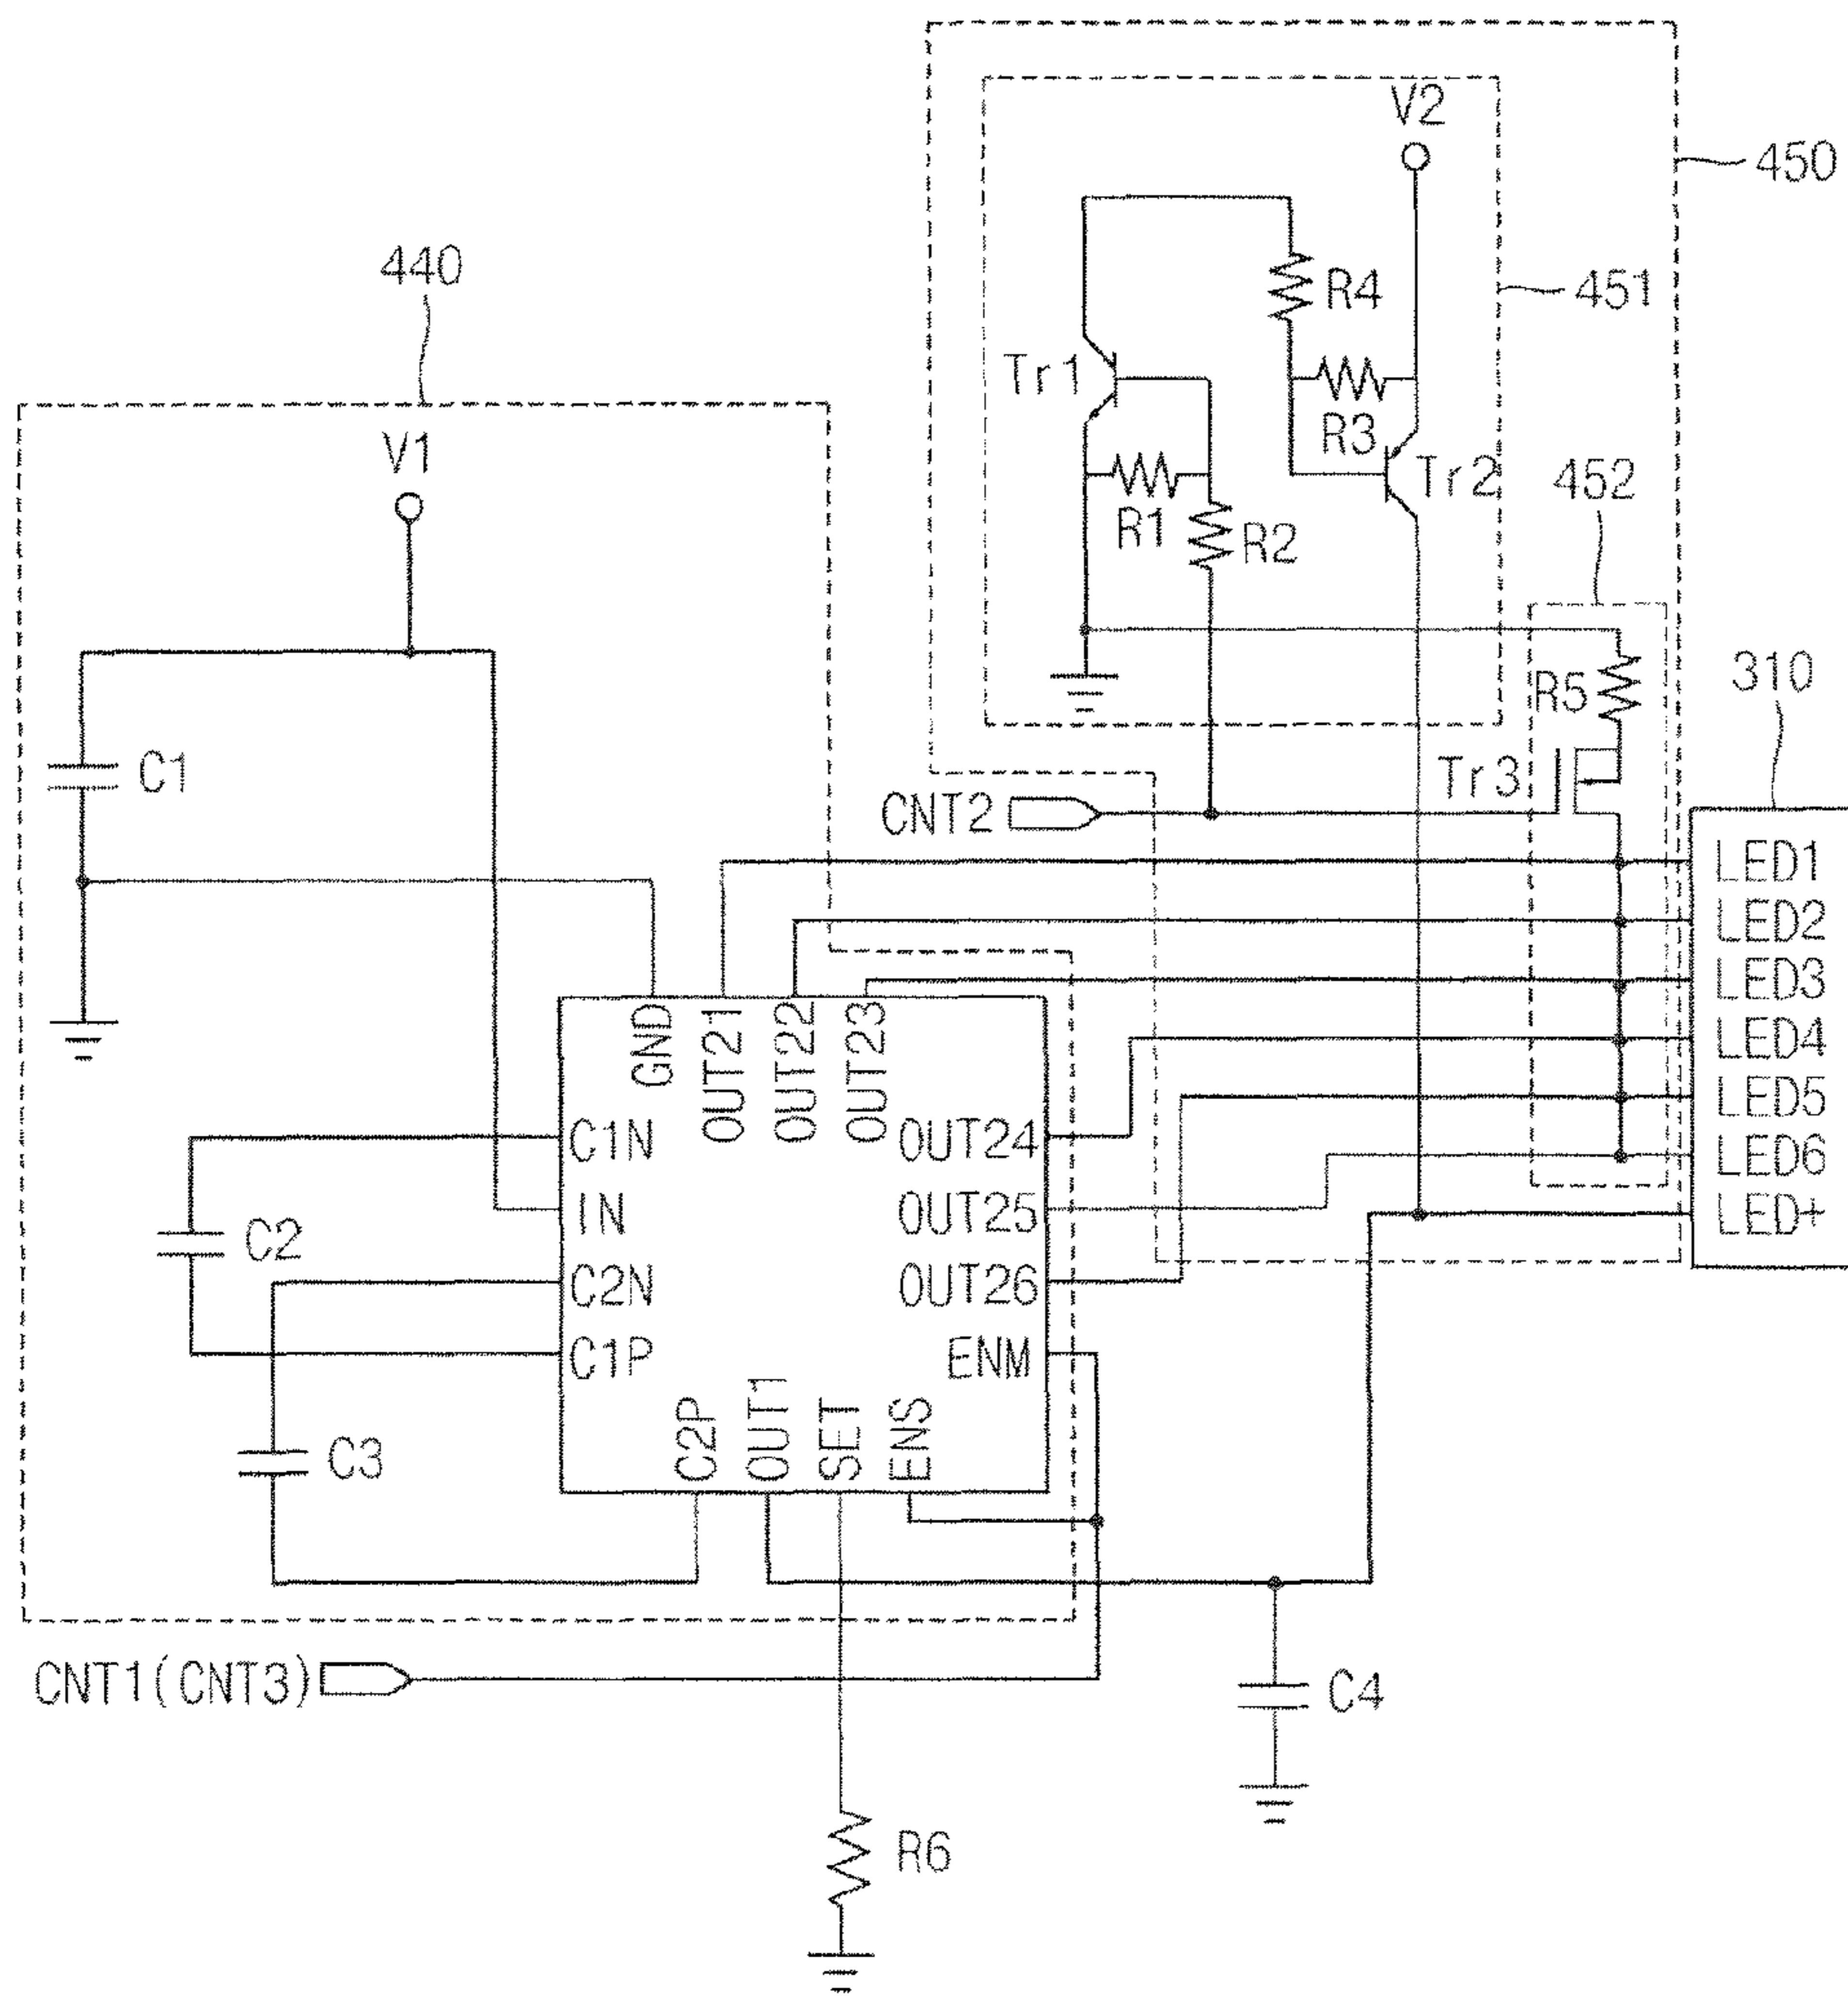 V2
450
440
R4
451
Tr1
R3
V1
Tr2
452
R1
R2
310
R5
C1
Tr3
CNT2
LED1
LED2
LED3
LED4
LED5
LED6
LED+
GND
OUT21
OUT22
OUT23
C1N
OUT24
IN
OUT25
C2
C2N
OUT26
C1P
ENM
C3
C2P
OUT1
SET
ENS
CNT1(CNT3)
C4
R6